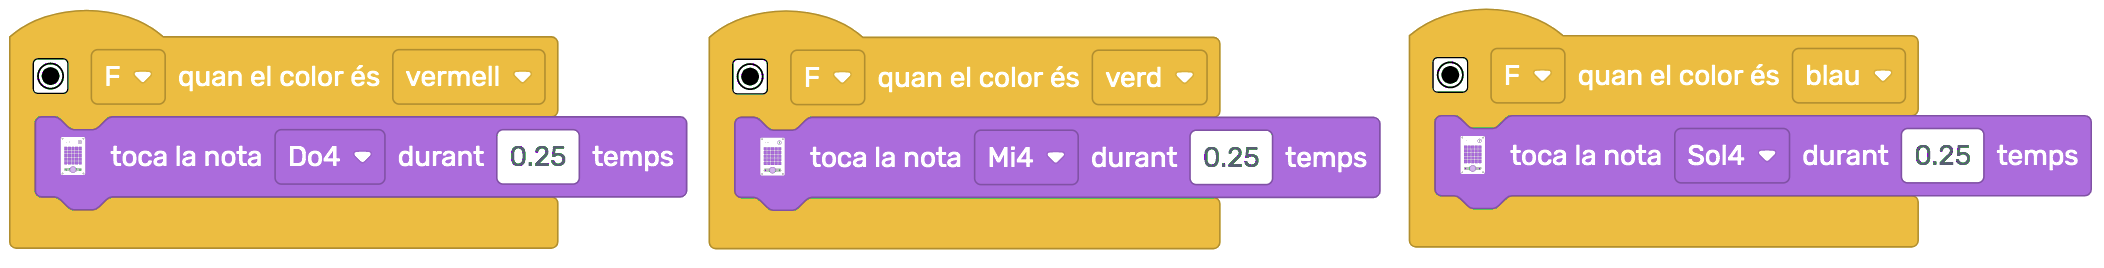 F quan el color és vermell
toca la nota Do4 durant 0.25 temps
F quan el color és verd
toca la nota Mi4 durant 0.25 temps
F quan el color és blau
toca la nota Sol4 durant 0.25 temps